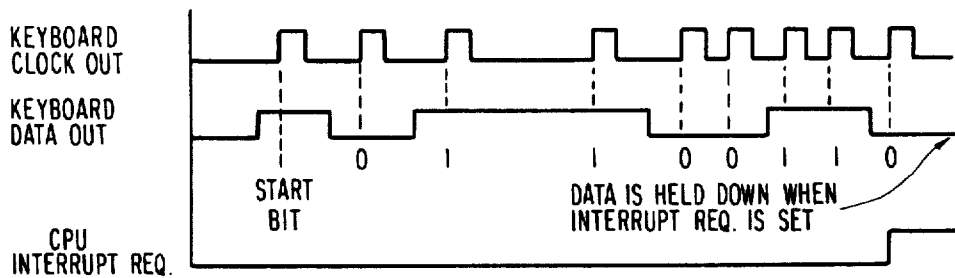 KEYBOARD
CLOCK OUT
KEYBOARD
DATA OUT
0 1 1 0 0 1 1 0
START
BIT
DATA IS HELD DOWN WHEN
INTERRUPT REQ. IS SET
CPU
INTERRUPT REQ.